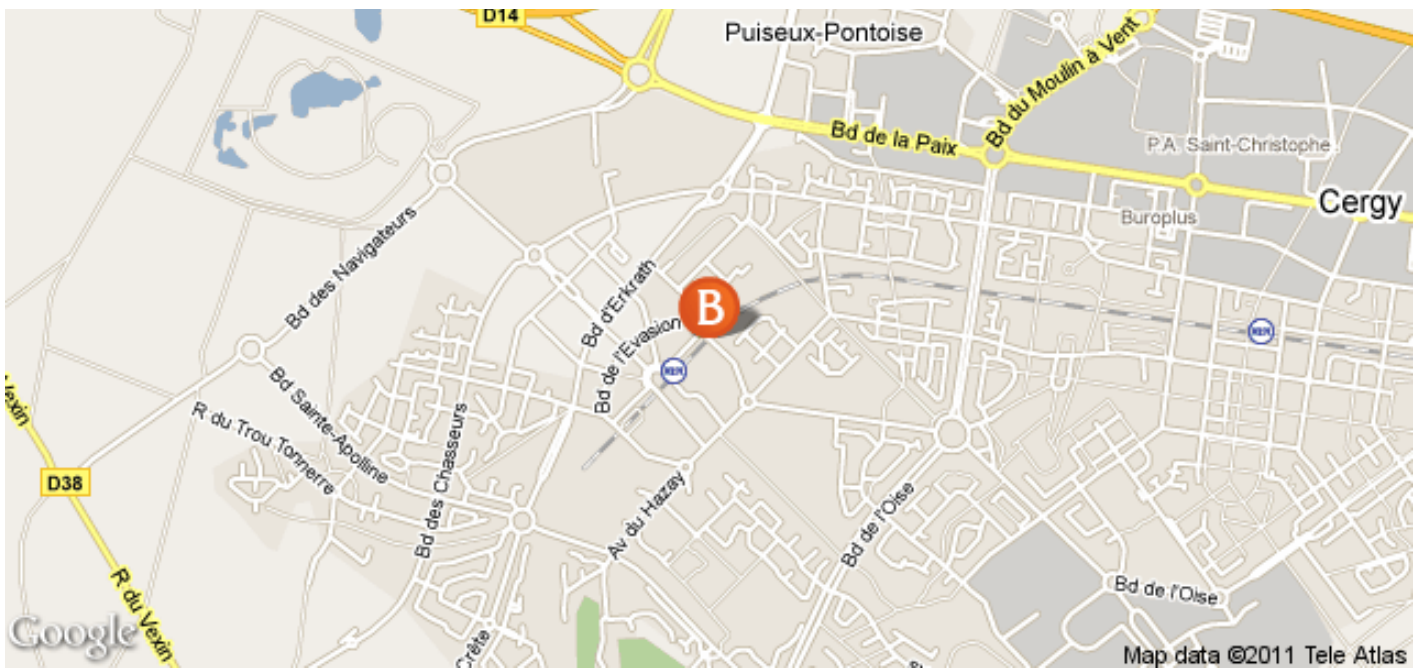 D14
Puiseux-Pontoise
Bd du Moulin à Vent
Bd de la Paix
P.A. Saint-Christophe
Cergy
Buroplus
Bd des Navigateurs
Bd d'Erkrath
B
Bd de l'Evasion
RER
RER
Vexin
Bd Sainte-Apolline
R du Trou Tonnerre
Bd des Chasseurs
D38
Av du Hazay
Bd de l'Oise
Bd de l'Oise
R du Vexin
Google
Crête
Map data ©2011 Tele Atlas